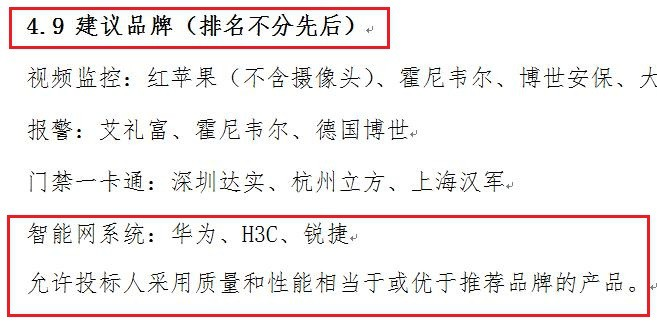 4.9 建议品牌（排名不分先后）
视频监控：红苹果（不含摄像头）、霍尼韦尔、博世安保、大
报警：艾礼富、霍尼韦尔、德国博世
门禁一卡通：深圳达实、杭州立方、上海汉军
智能网系统：华为、H3C、锐捷
允许投标人采用质量和性能相当于或优于推荐品牌的产品。